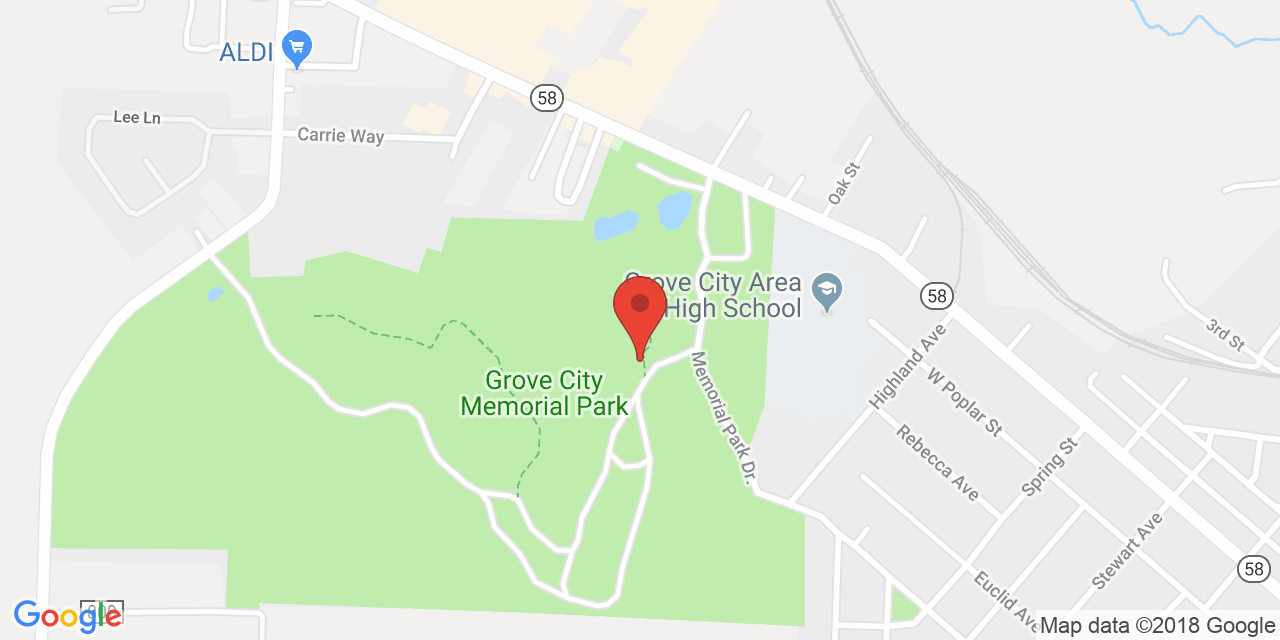 ALDI
58
Lee Ln
Carrie Way
Oak St
Grove City Area
High School
58
3rd St
Highland Ave
Memorial Park Dr.
W Poplar St
Grove City
Memorial Park
Rebecca Ave
Spring St
Stewart Ave
58
Euclid Ave
Google
Map data ©2018 Google